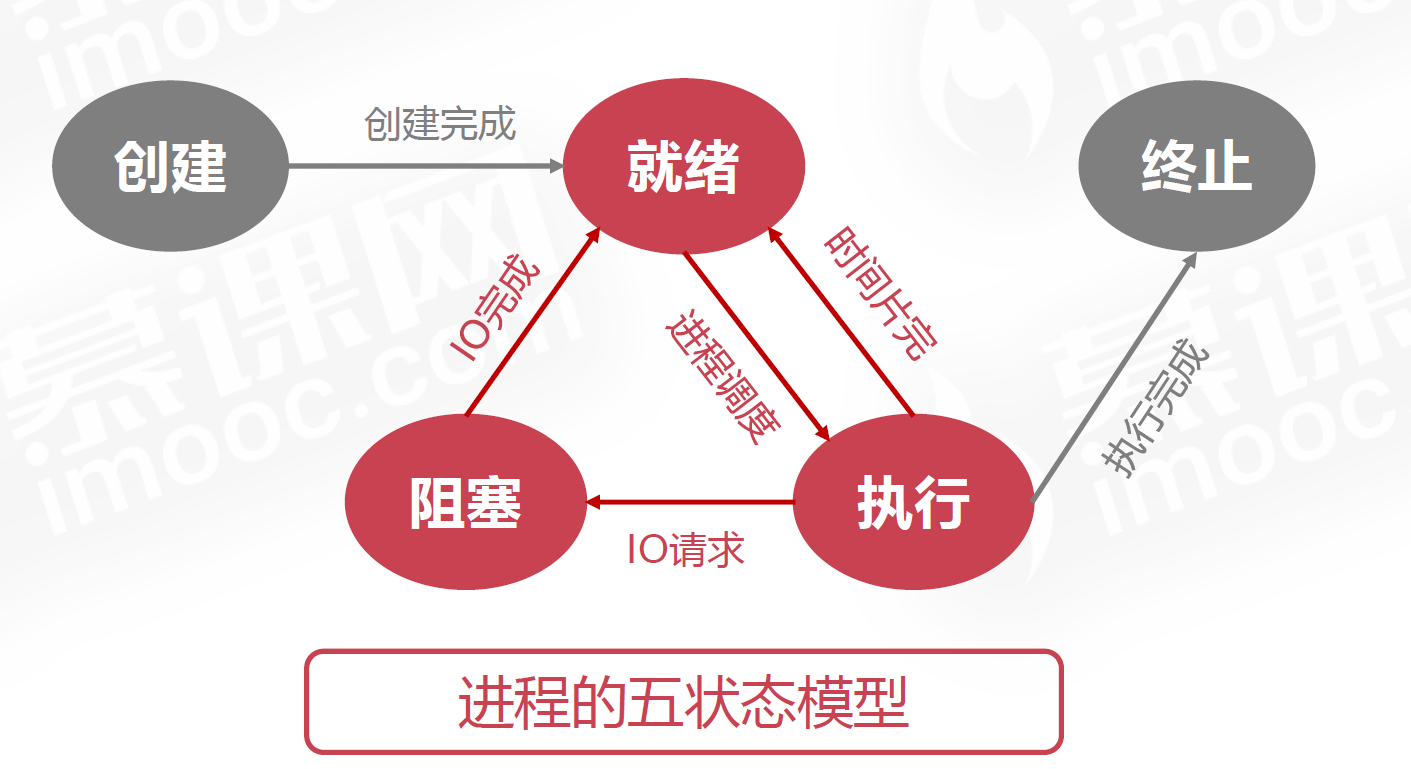 imooc
imooc
创建
创建完成
就绪
终止
慕课网
imooc.com
IO完成
进程调度
时间片完
执行完成
慕课
imooc
阻塞
IO请求
执行
进程的五状态模型